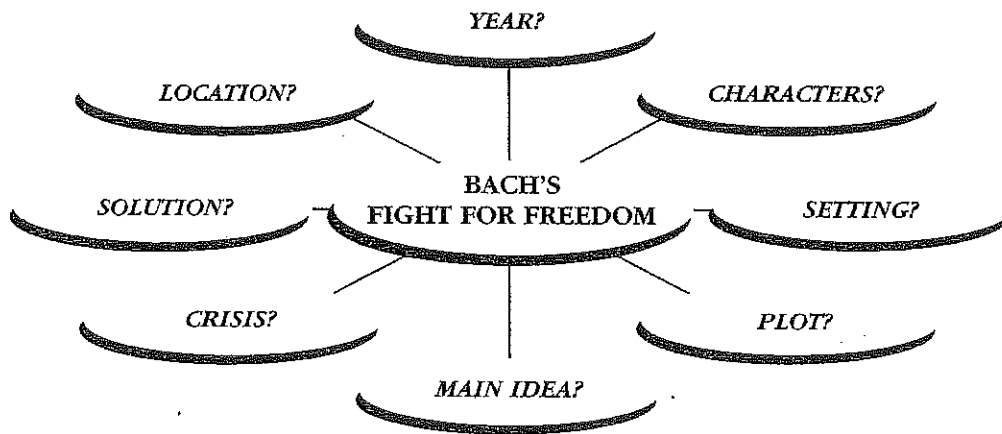 YEAR?
LOCATION?
CHARACTERS?
BACH'S
FIGHT FOR FREEDOM
SOLUTION?
SETTING?
CRISIS?
PLOT?
MAIN IDEA?